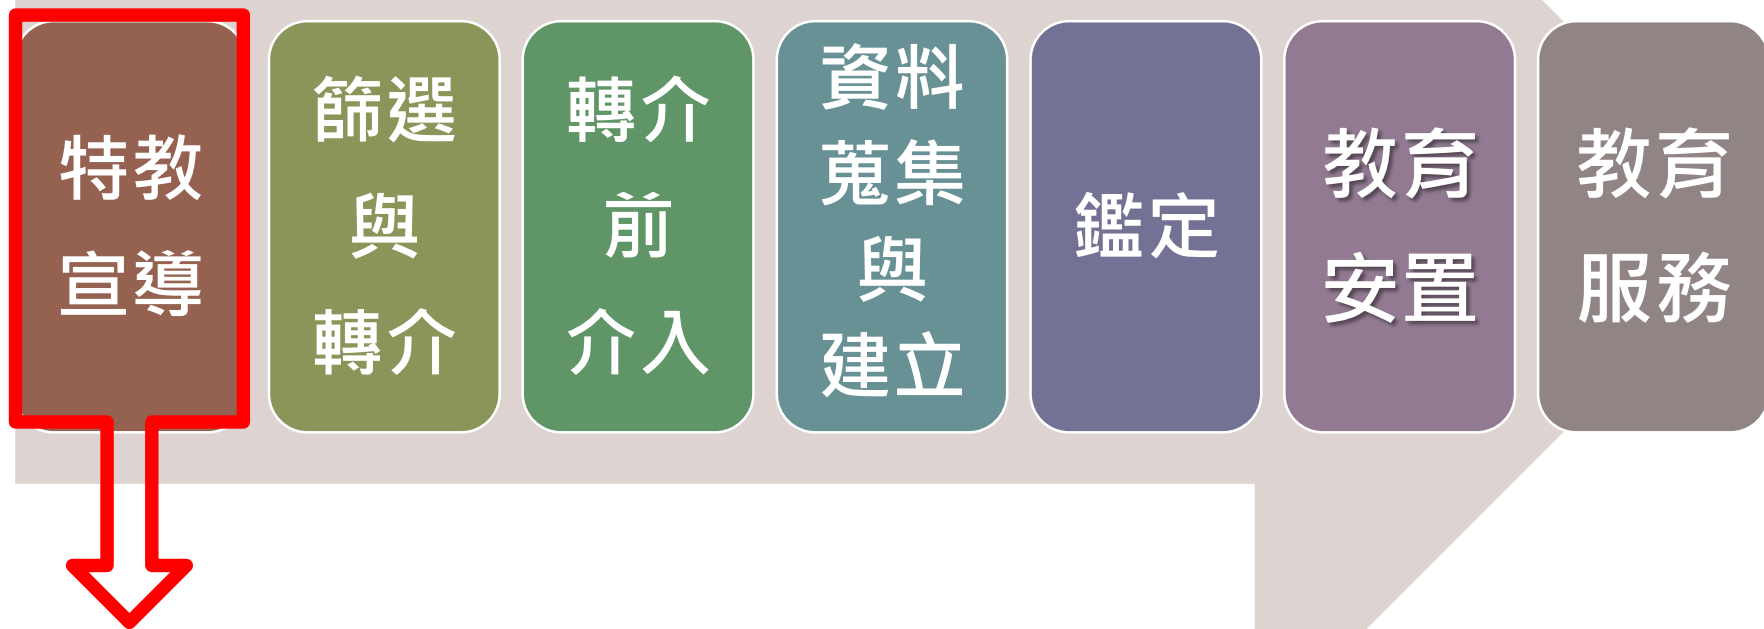 特教
宣導
篩選
與
轉介
轉介
前
介入
資料
蒐集
與
建立
鑑定
教育
安置
教育
服務